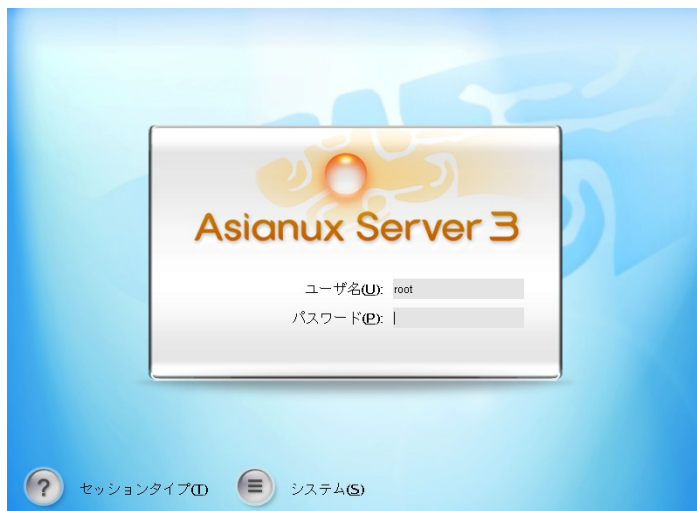 Asianux Server 3
ユーザ名(U): root
パスワード(P):
? セッションタイプ(T) システム(S)